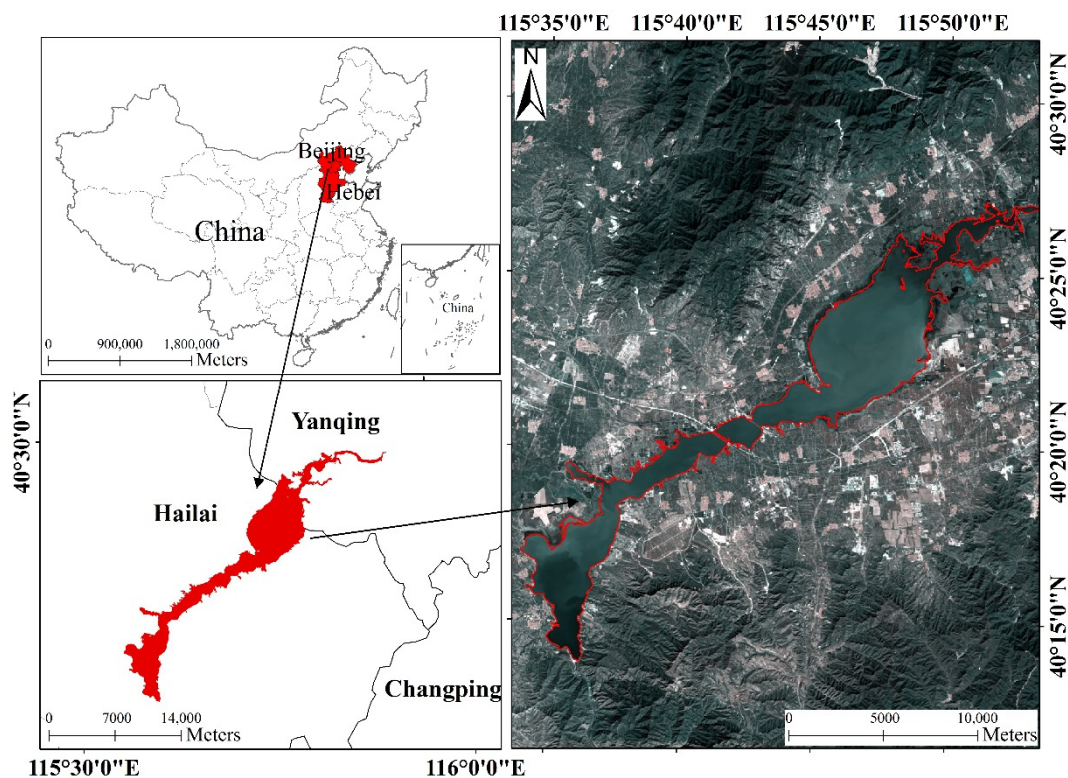 Beijing
Hebei
China
China
0 900,000 1,800,000
Meters
40°30'0"N
Yanqing
Hailai
Changping
0 7000 14,000
Meters
115°30'0"E 116°0'0"E
115°35'0"E 115°40'0"E 115°45'0"E 115°50'0"E
N
40°30'0"N
40°25'0"N
40°20'0"N
40°15'0"N
0 5000 10,000
Meters